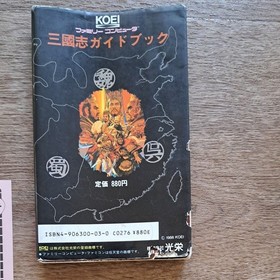 KOEI
ファミリー コンピュータ
三國志ガイドブック
魏
蜀
呉
定価 880円
ISBN4-906300-03-0 C0276 ¥880E
© 1988 KOEI
光栄